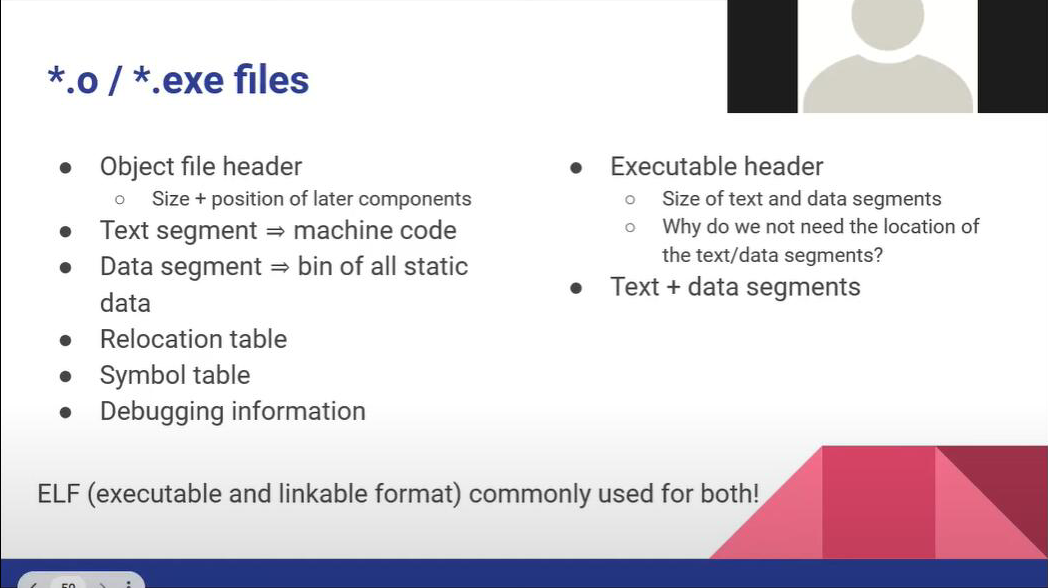 *.o / *.exe files
● Object file header
○ Size + position of later components
● Text segment ⇒ machine code
● Data segment ⇒ bin of all static
data
● Relocation table
● Symbol table
● Debugging information
● Executable header
○ Size of text and data segments
○ Why do we not need the location of
the text/data segments?
● Text + data segments
ELF (executable and linkable format) commonly used for both!